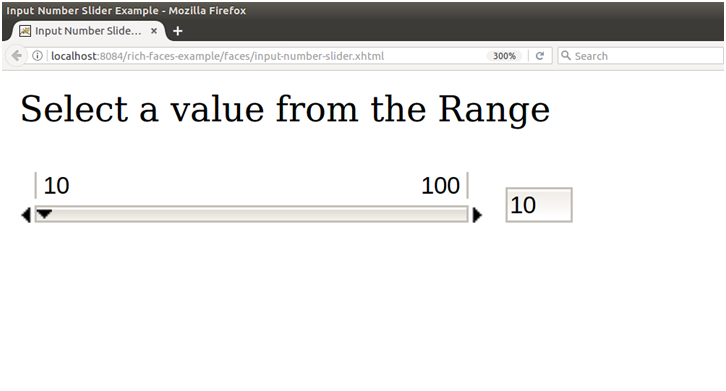 Input Number Slider Example - Mozilla Firefox
Input Number Slide...
localhost:8084/rich-faces-example/faces/input-number-slider.xhtml 300% Search
Select a value from the Range
10 100
10